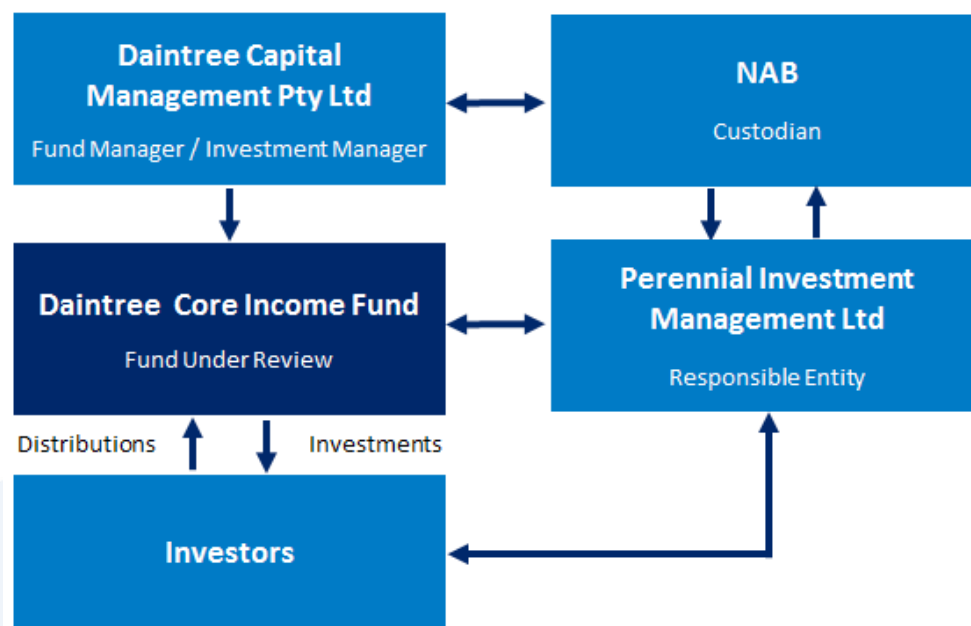 Daintree Capital
Management Pty Ltd
Fund Manager / Investment Manager
NAB
Custodian
Daintree Core Income Fund
Fund Under Review
Perennial Investment
Management Ltd
Responsible Entity
Distributions
Investments
Investors